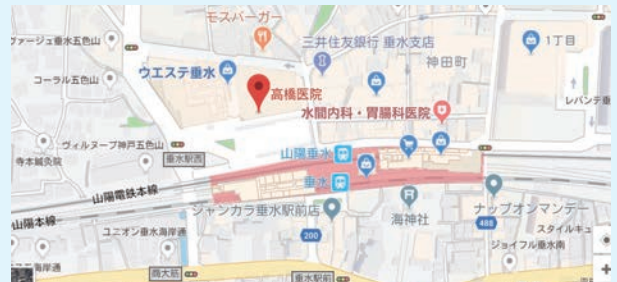 モスバーガー
ヴァージュ垂水五色山
三井住友銀行 垂水支店
1丁目
神田町
ウエステ垂水
コーラル五色山
高橋医院
レバンテ垂水
水間内科・胃腸科医院
ヴィルヌーブ神戸五色山
山陽垂水
寺本鍼灸院
垂水駅西
垂水
山陽電鉄本線
山陽本線
ジャンカラ垂水駅前店
海神社
ナップオンマンデー
488
200
スタイルキュ
ユニオン垂水海岸通
ジョイフル垂水南
海岸通
商大筋
垂水駅前